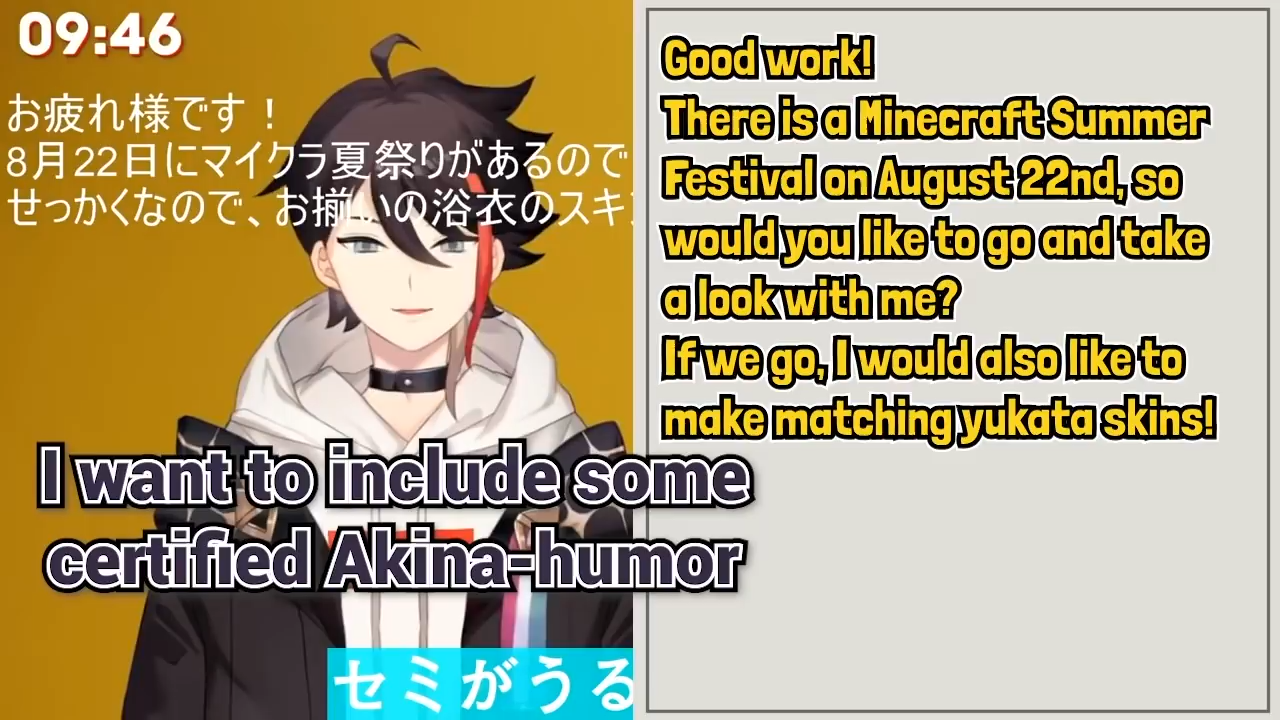 09:46
お疲れ様です！
8月22日にマイクラ夏祭りがあるので
せっかくなので、お揃いの浴衣のスキン
I want to include some
certified Akina-humor
セミがうる
Good work!
There is a Minecraft Summer
Festival on August 22nd, so
would you like to go and take
a look with me?
If we go, I would also like to
make matching yukata skins!